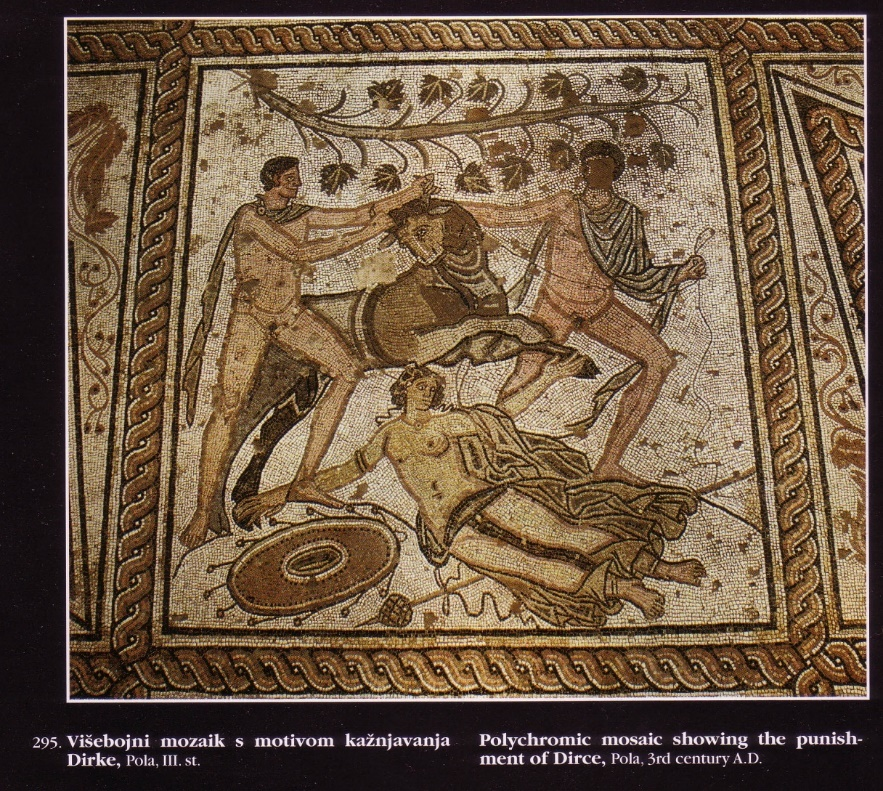 295. Višebojni mozaik s motivom kažnjavanja
Dirke, Pola, III. st.
Polychromic mosaic showing the punish-
ment of Dirce, Pola, 3rd century A.D.